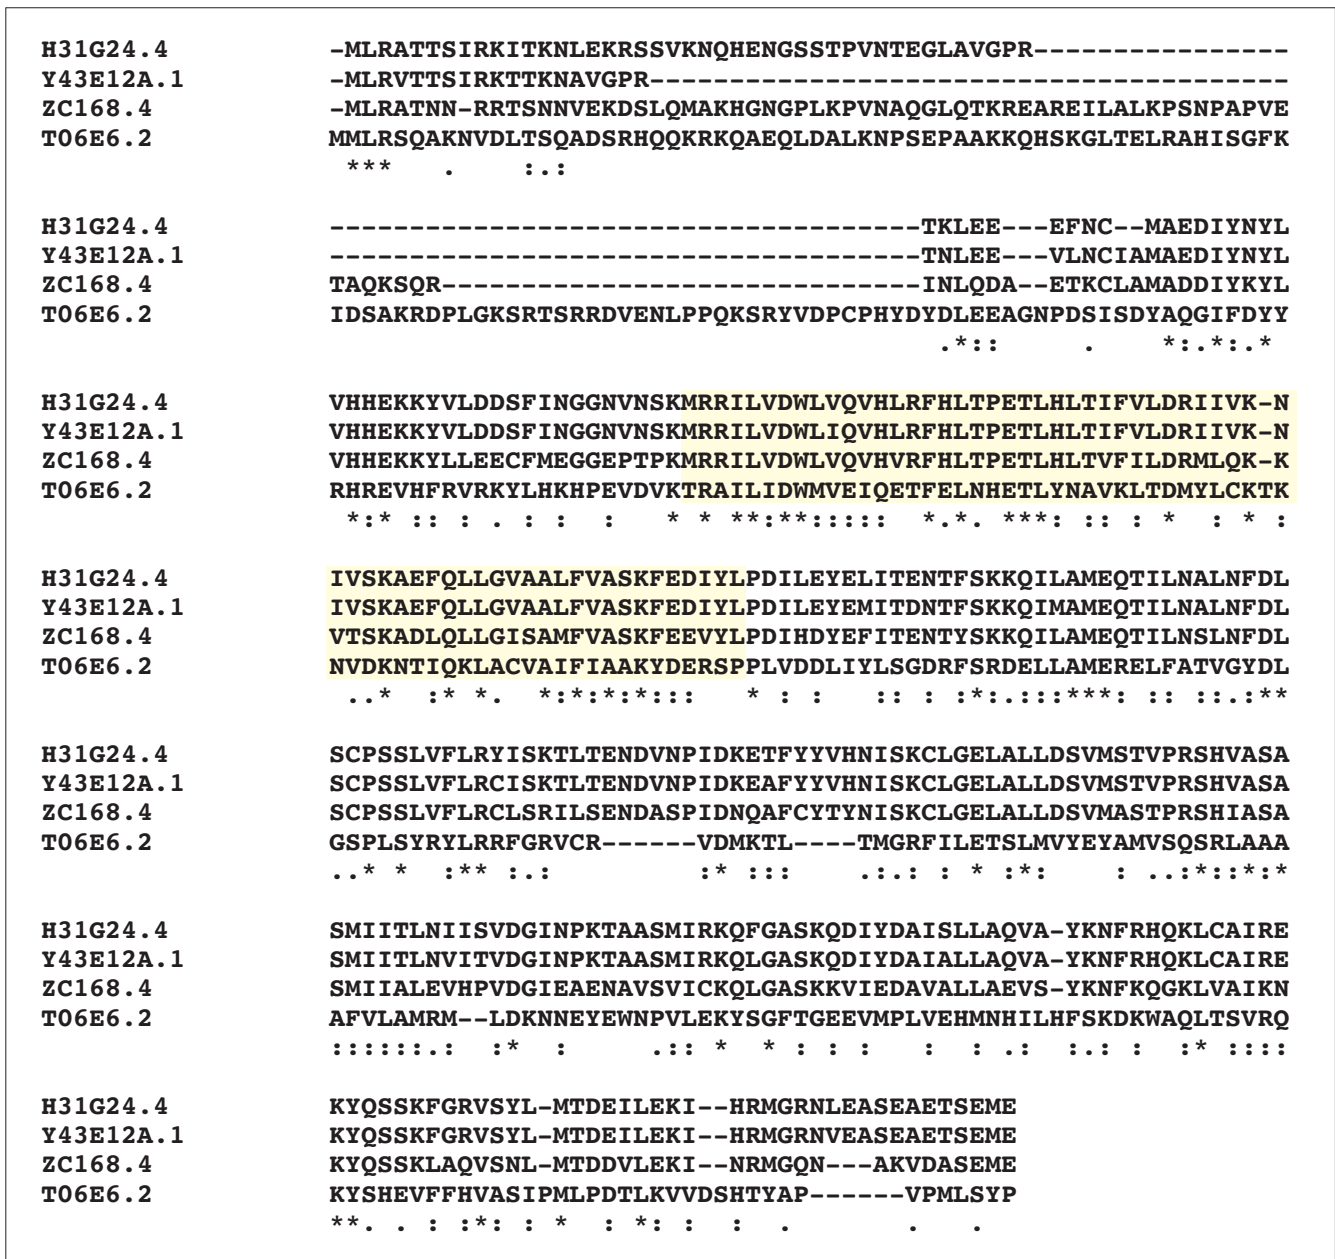 H31G24.4 -MLRATTSIRKITKNLEKRSSVKNQHENGSSTPVNTEGLAVGPR----------------
Y43E12A.1 -MLRVTTSIRKTTKNAVGPR----------------------------------------
ZC168.4 -MLRATNN-RRTSNNVEKDSLQMAKHGNGPLKPVNAQGLQTKREAREILALKPSNPAPVE
T06E6.2 MMLRSQAKNVDLTSQADSRHQQKRKQAEQLDALKNPSEPAAKKQHSKGLTELRAHISGFK
*** . :.:
H31G24.4 -------------------------------------TKLEE---EFNC--MAEDIYNYL
Y43E12A.1 -------------------------------------TNLEE---VLNCIAMAEDIYNYL
ZC168.4 TAQKSQR------------------------------INLQDA--ETKCLAMADDIYKYL
T06E6.2 IDSAKRDPLGKSRTSRRDVENLPPQKSRYVDPCPHYDYDLEEAGNPDSISDYAQGIFDYY
.*:: . *:.*:.*
H31G24.4 VHHEKKYVLDDSFINGGNVNSKMRRILVDWLVQVHLRFHLTPETLHLTIFVLDRIIVK-N
Y43E12A.1 VHHEKKYVLDDSFINGGNVNSKMRRILVDWLIQVHLRFHLTPETLHLTIFVLDRIIVK-N
ZC168.4 VHHEKKYLLEECFMEGGEPTPKMRRILVDWLVQVHVRFHLTPETLHLTVFILDRMLQK-K
T06E6.2 RHREVHFRVRKYLHKHPEVDVKTRAILIDWMVEIQETFELNHETLYNAVKLTDMYLCKTK
*:* :: : . : : : * * **:**::::: *.*. ***: :: : * : * :
H31G24.4 IVSKAEFQLLGVAALFVASKFEDIYLPDILEYELITENTFSKKQILAMEQTILNALNFDL
Y43E12A.1 IVSKAEFQLLGVAALFVASKFEDIYLPDILEYEMITDNTFSKKQIMAMEQTILNALNFDL
ZC168.4 VTSKADLQLLGISAMFVASKFEEVYLPDIHDYEFITENTYSKKQILAMEQTILNSLNFDL
T06E6.2 NVDKNTIQKLACVAIFIAAKYDERSPPLVDDLIYLSGDRFSRDELLAMERELFATVGYDL
..* :* *. *:*:*:*::: * : : :: : :*:.:::***: :: ::.:**
H31G24.4 SCPSSLVFLRYISKTLTENDVNPIDKETFYYVHNISKCLGELALLDSVMSTVPRSHVASA
Y43E12A.1 SCPSSLVFLRCISKTLTENDVNPIDKEAFYYVHNISKCLGELALLDSVMSTVPRSHVASA
ZC168.4 SCPSSLVFLRCLSRILSENDASPIDNQAFCYTYNISKCLGELALLDSVMASTPRSHIASA
T06E6.2 GSPLSYRYLRRFGRVCR------VDMKTL----TMGRFILETSLMVYEYAMVSQSRLAAA
..* * :** :.: :* ::: .:.: : * :*: : ..:*::*:*
H31G24.4 SMIITLNIISVDGINPKTAASMIRKQFGASKQDIYDAISLLAQVA-YKNFRHQKLCAIRE
Y43E12A.1 SMIITLNVITVDGINPKTAASMIRKQLGASKQDIYDAIALLAQVA-YKNFRHQKLCAIRE
ZC168.4 SMIIALEVHPVDGIEAENAVSVICKQLGASKKVIEDAVALLAEVS-YKNFKQGKLVAIKN
T06E6.2 AFVLAMRM--LDKNNEYEWNPVLEKYSGFTGEEVMPLVEHMNHILHFSKDKWAQLTSVRQ
::::::.: :* : .:: * * : : : : : .: :.: : :* ::::
H31G24.4 KYQSSKFGRVSYL-MTDEILEKI--HRMGRNLEASEAETSEME
Y43E12A.1 KYQSSKFGRVSYL-MTDEILEKI--HRMGRNVEASEAETSEME
ZC168.4 KYQSSKLAQVSNL-MTDDVLEKI--NRMGQN---AKVDASEME
T06E6.2 KYSHEVFFHVASIPMLPDTLKVVDSHTYAP------VPMLSYP
**. . : :*: : * : *: : : . . .